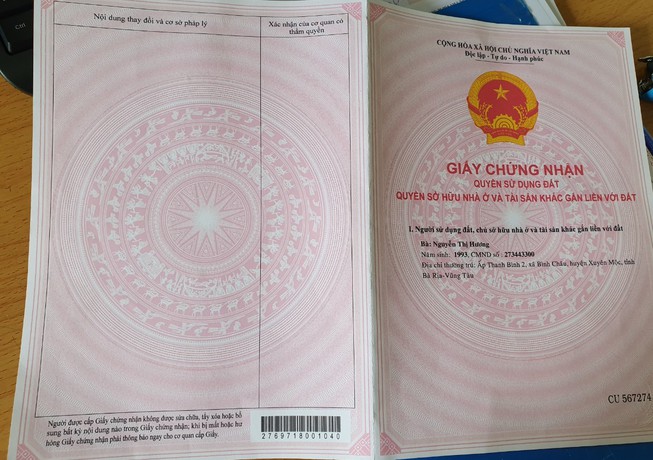 Nội dung thay đổi và cơ sở pháp lý
Xác nhận của cơ quan có
thẩm quyền
Người được cấp Giấy chứng nhận không được sửa chữa, tẩy xóa hoặc bổ
sung bất kỳ nội dung nào trong Giấy chứng nhận; khi bị mất hoặc hư
hỏng Giấy chứng nhận phải khai báo ngay với cơ quan cấp Giấy.
2769718001040
CỘNG HÒA XÃ HỘI CHỦ NGHĨA VIỆT NAM
Độc lập - Tự do - Hạnh phúc
GIẤY CHỨNG NHẬN
QUYỀN SỬ DỤNG ĐẤT
QUYỀN SỞ HỮU NHÀ Ở VÀ TÀI SẢN KHÁC GẮN LIỀN VỚI ĐẤT
I. Người sử dụng đất, chủ sở hữu nhà ở và tài sản khác gắn liền với đất
Bà: Nguyễn Thị Hương
Năm sinh: 1993, CMND số: 273443300
Địa chỉ thường trú: Ấp Thanh Bình 2, xã Bình Châu, huyện Xuyên Mộc, tỉnh
Bà Rịa-Vũng Tàu
CU 567274
Ctrl